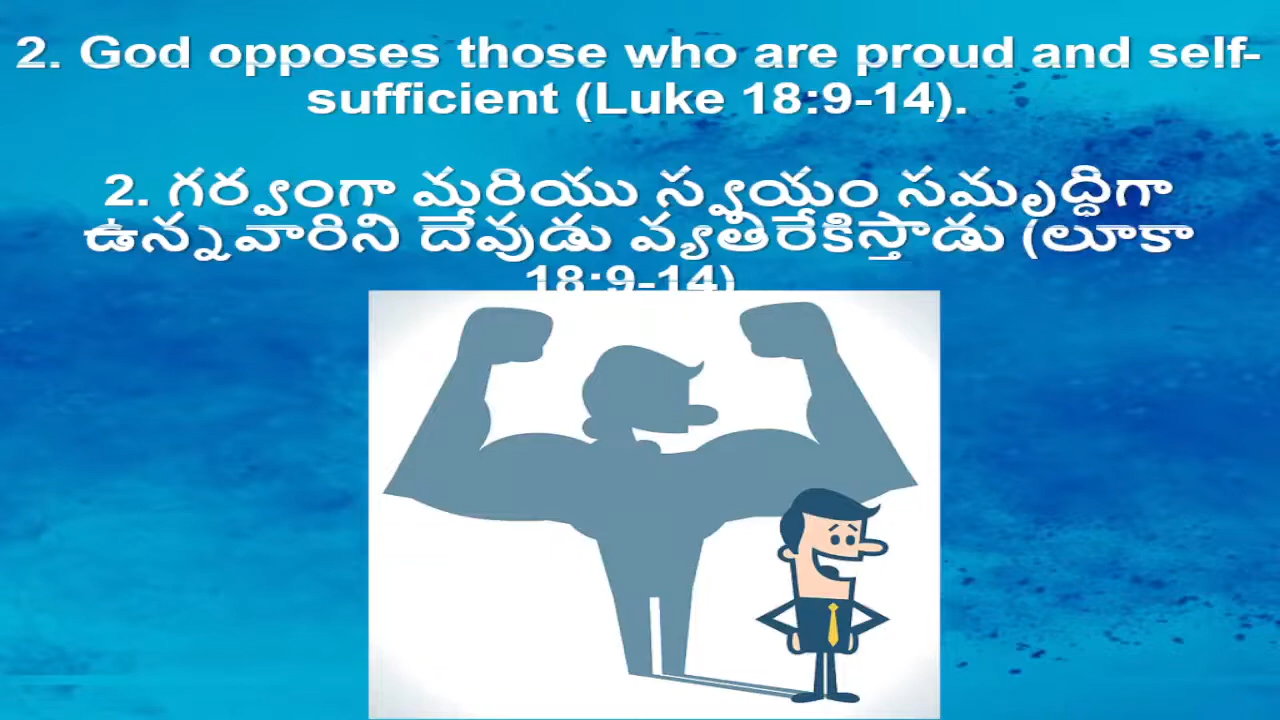 2. God opposes those who are proud and self-
sufficient (Luke 18:9-14).
2. గర్వంగా మరియు స్వయం సమృద్ధిగా
ఉన్నవారిని దేవుడు వ్యతిరేకిస్తాడు (లూకా
18:9-14)